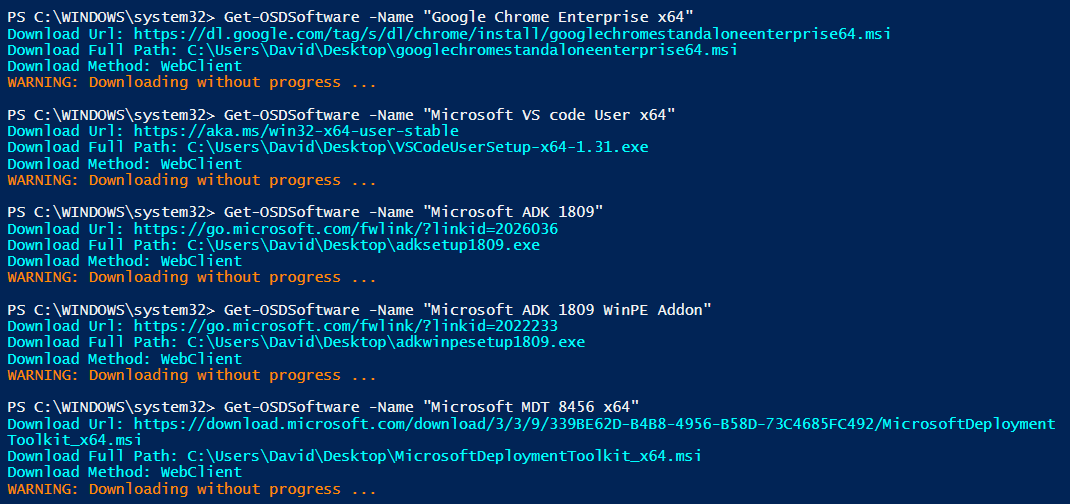 PS C:\WINDOWS\system32> Get-OSDSoftware -Name "Google Chrome Enterprise x64"
Download Url: https://dl.google.com/tag/s/dl/chrome/install/googlechromestandaloneenterprise64.msi
Download Full Path: C:\Users\David\Desktop\googlechromestandaloneenterprise64.msi
Download Method: WebClient
WARNING: Downloading without progress ...
PS C:\WINDOWS\system32> Get-OSDSoftware -Name "Microsoft VS code User x64"
Download Url: https://aka.ms/win32-x64-user-stable
Download Full Path: C:\Users\David\Desktop\VSCodeUserSetup-x64-1.31.exe
Download Method: WebClient
WARNING: Downloading without progress ...
PS C:\WINDOWS\system32> Get-OSDSoftware -Name "Microsoft ADK 1809"
Download Url: https://go.microsoft.com/fwlink/?linkid=2026036
Download Full Path: C:\Users\David\Desktop\adksetup1809.exe
Download Method: WebClient
WARNING: Downloading without progress ...
PS C:\WINDOWS\system32> Get-OSDSoftware -Name "Microsoft ADK 1809 WinPE Addon"
Download Url: https://go.microsoft.com/fwlink/?linkid=2022233
Download Full Path: C:\Users\David\Desktop\adkwinpesetup1809.exe
Download Method: WebClient
WARNING: Downloading without progress ...
PS C:\WINDOWS\system32> Get-OSDSoftware -Name "Microsoft MDT 8456 x64"
Download Url: https://download.microsoft.com/download/3/3/9/339BE62D-B4B8-4956-B58D-73C4685FC492/MicrosoftDeployment
Toolkit_x64.msi
Download Full Path: C:\Users\David\Desktop\MicrosoftDeploymentToolkit_x64.msi
Download Method: WebClient
WARNING: Downloading without progress ...